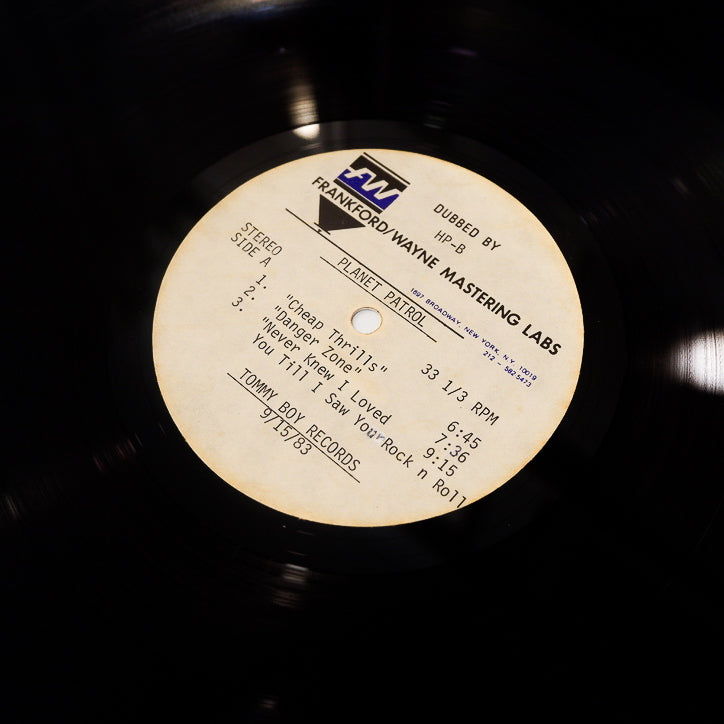 FW
FRANKFORD/WAYNE MASTERING LABS
DUBBED BY
HP-B
1697 BROADWAY, NEW YORK, N.Y. 10019
212 - 582 5473
STEREO
SIDE A
PLANET PATROL
33 1/3 RPM
1. "Cheap Thrills" 6:45
2. "Danger Zone" 7:36
3. "Never Knew I Loved 9:15
You Till I Saw You Rock n Roll
TOMMY BOY RECORDS
9/15/83